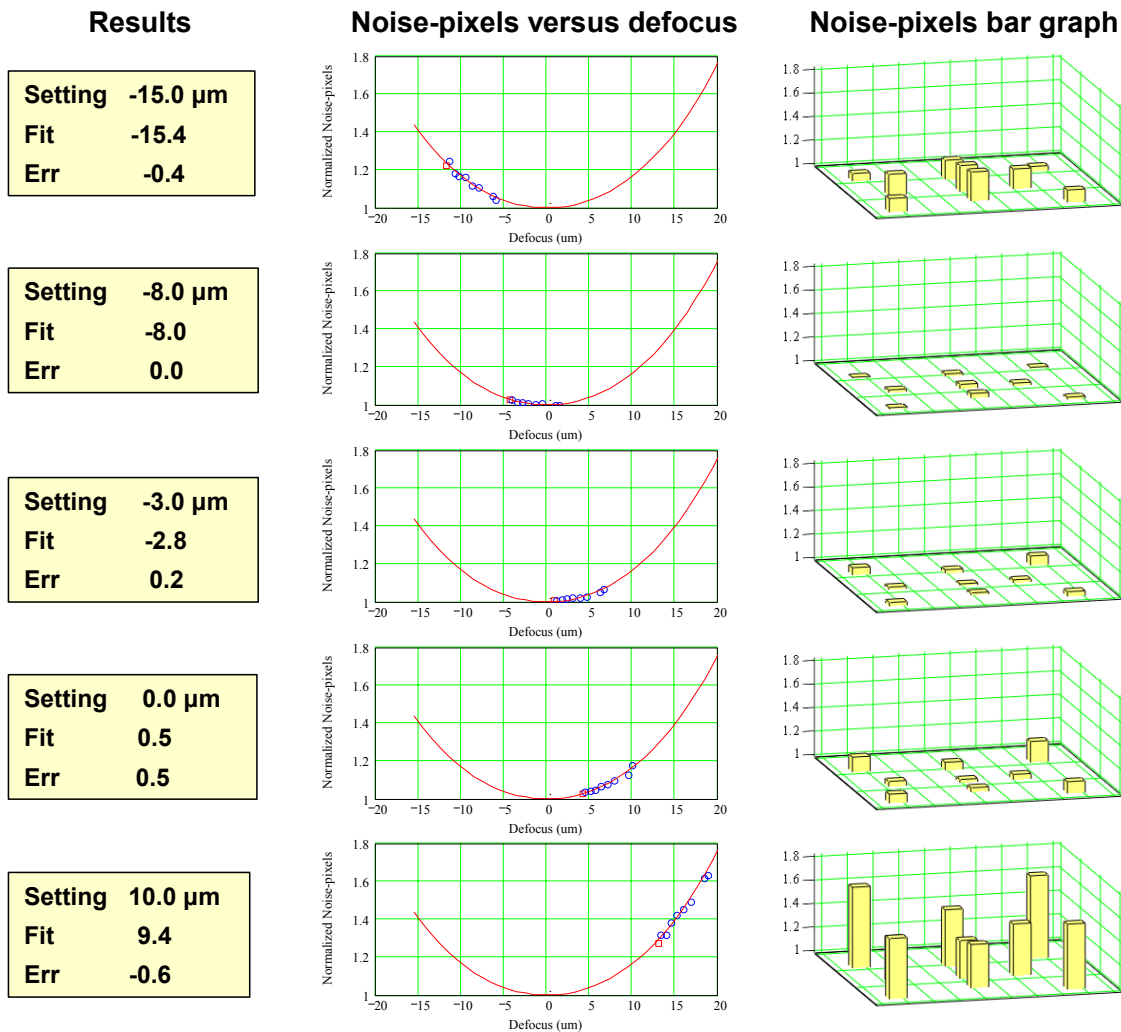 Results
Noise-pixels versus defocus
Noise-pixels bar graph
Setting -15.0 µm
Fit -15.4
Err -0.4
1.8
1.6
1.4
1.2
1
Normalized Noise-pixels
−20 −15 −10 −5 0 5 10 15 20
Defocus (um)
1.8
1.6
1.4
1.2
1
Setting -8.0 µm
Fit -8.0
Err 0.0
1.8
1.6
1.4
1.2
1
Normalized Noise-pixels
−20 −15 −10 −5 0 5 10 15 20
Defocus (um)
1.8
1.6
1.4
1.2
1
Setting -3.0 µm
Fit -2.8
Err 0.2
1.8
1.6
1.4
1.2
1
Normalized Noise-pixels
−20 −15 −10 −5 0 5 10 15 20
Defocus (um)
1.8
1.6
1.4
1.2
1
Setting 0.0 µm
Fit 0.5
Err 0.5
1.8
1.6
1.4
1.2
1
Normalized Noise-pixels
−20 −15 −10 −5 0 5 10 15 20
Defocus (um)
1.8
1.6
1.4
1.2
1
Setting 10.0 µm
Fit 9.4
Err -0.6
1.8
1.6
1.4
1.2
1
Normalized Noise-pixels
−20 −15 −10 −5 0 5 10 15 20
Defocus (um)
1.8
1.6
1.4
1.2
1